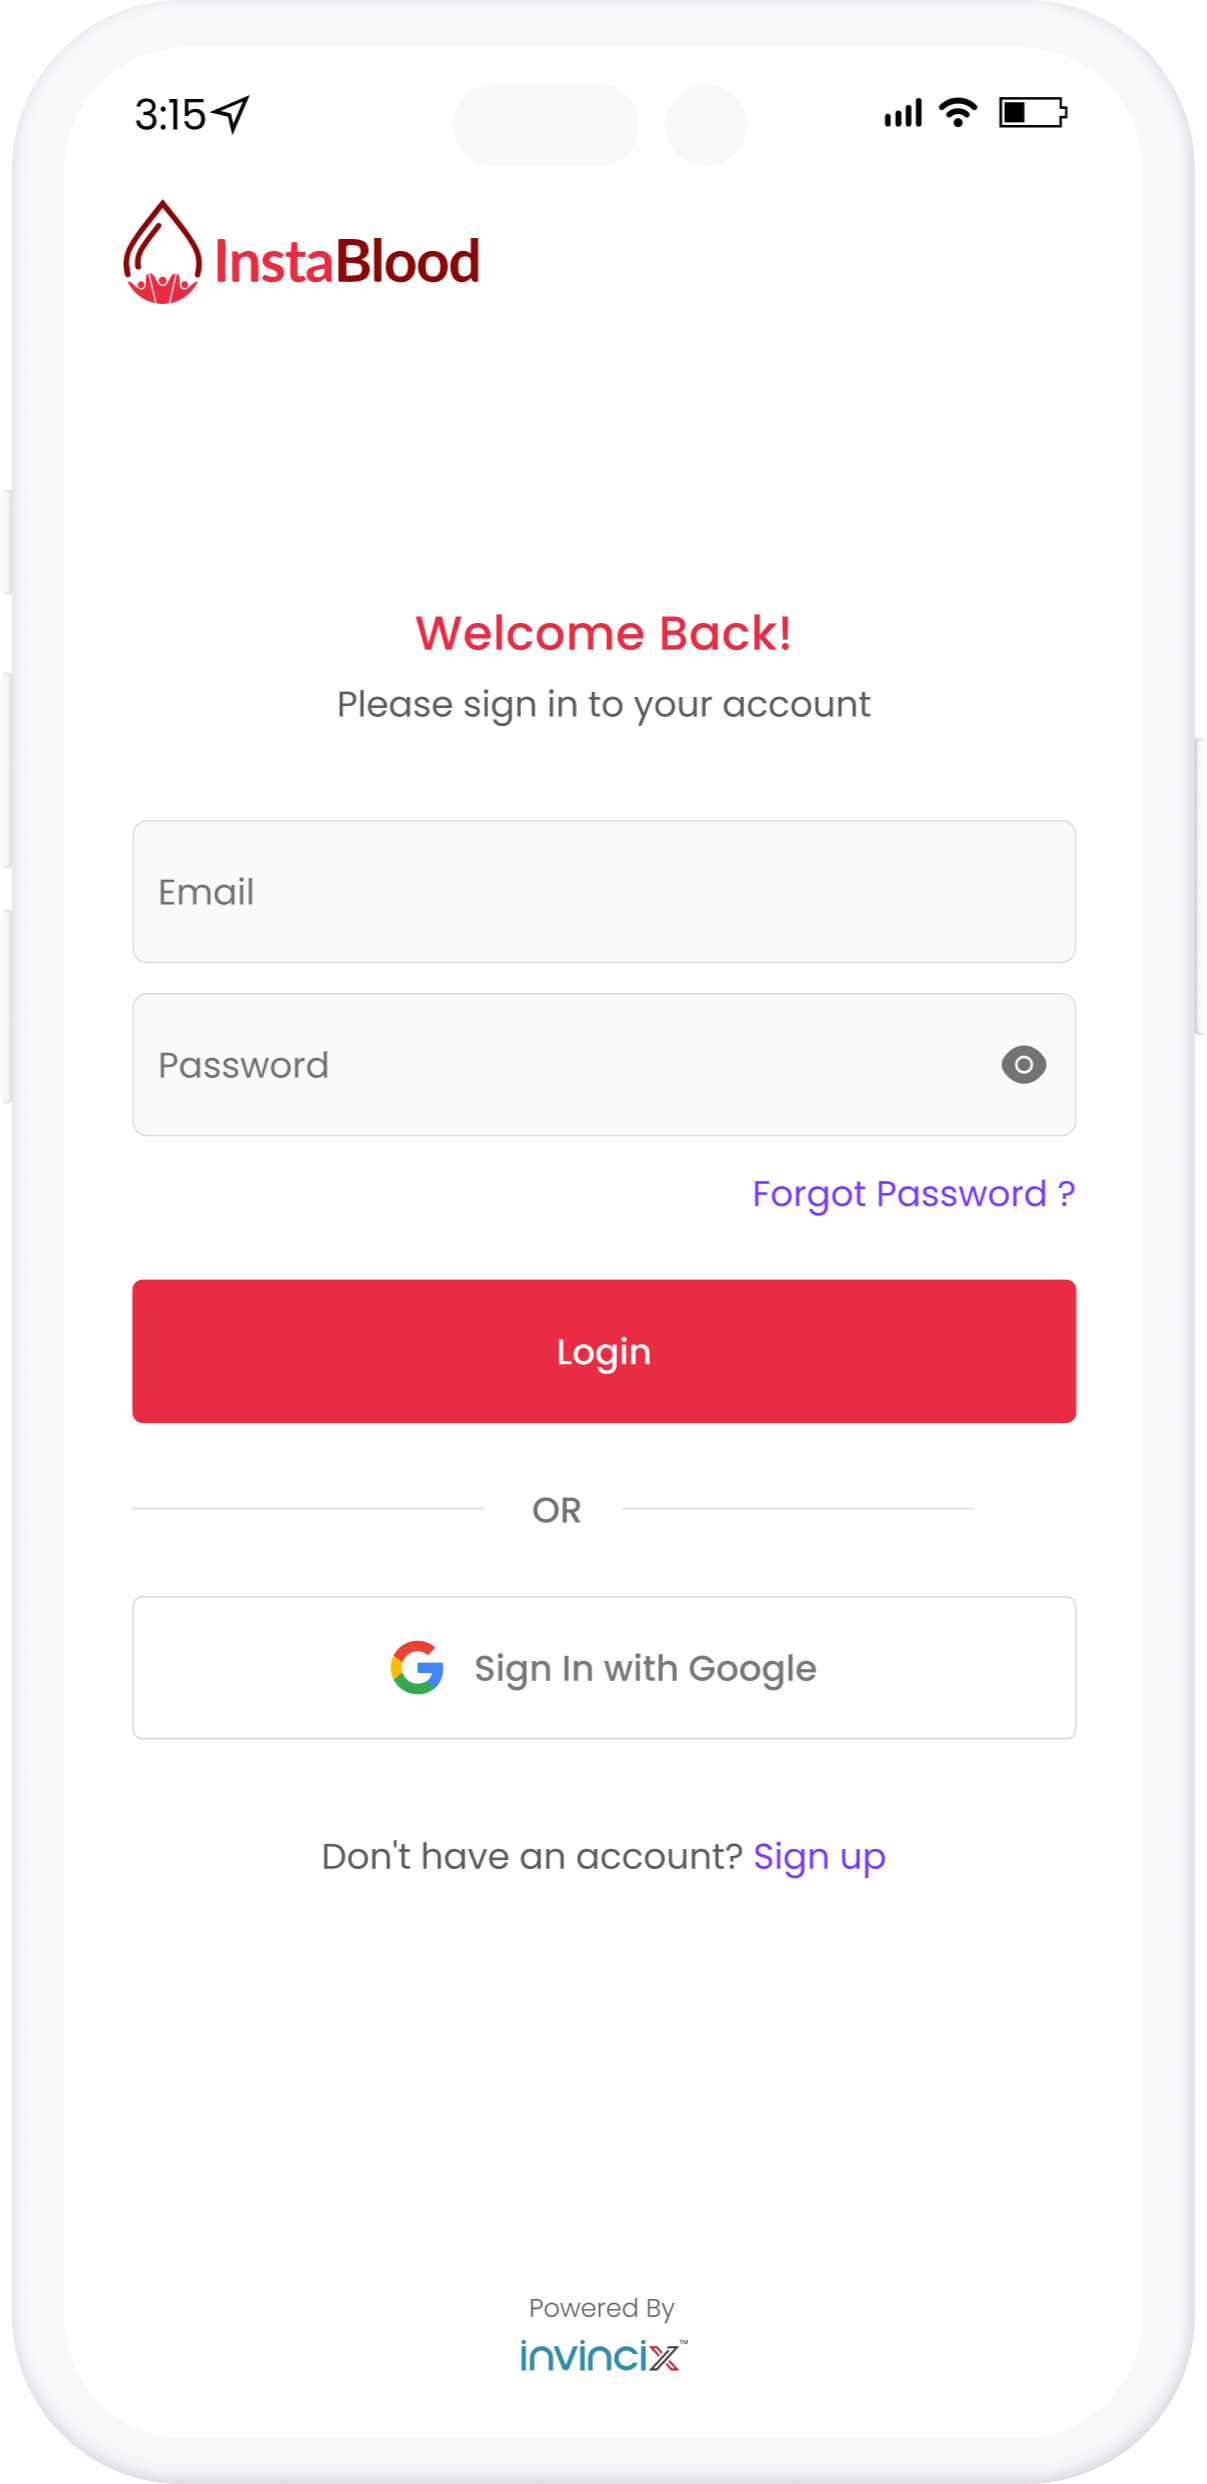 3:15
InstaBlood
Welcome Back!
Please sign in to your account
Email
Password
Forgot Password ?
Login
OR
Sign In with Google
Don't have an account? Sign up
Powered By
invincix™